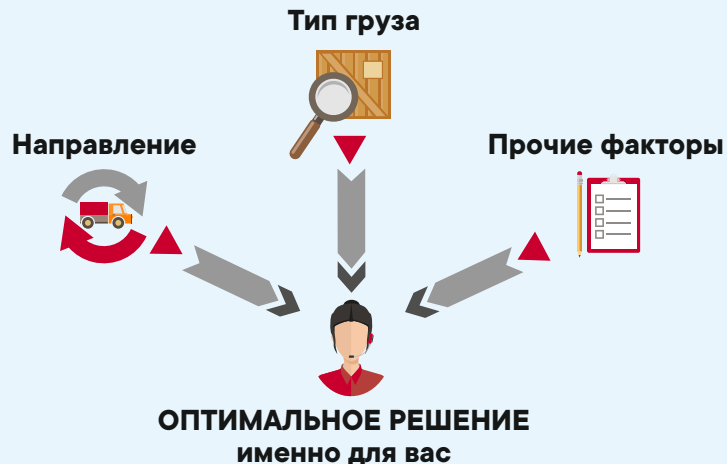 Тип груза
Направление
Прочие факторы
ОПТИМАЛЬНОЕ РЕШЕНИЕ
именно для вас